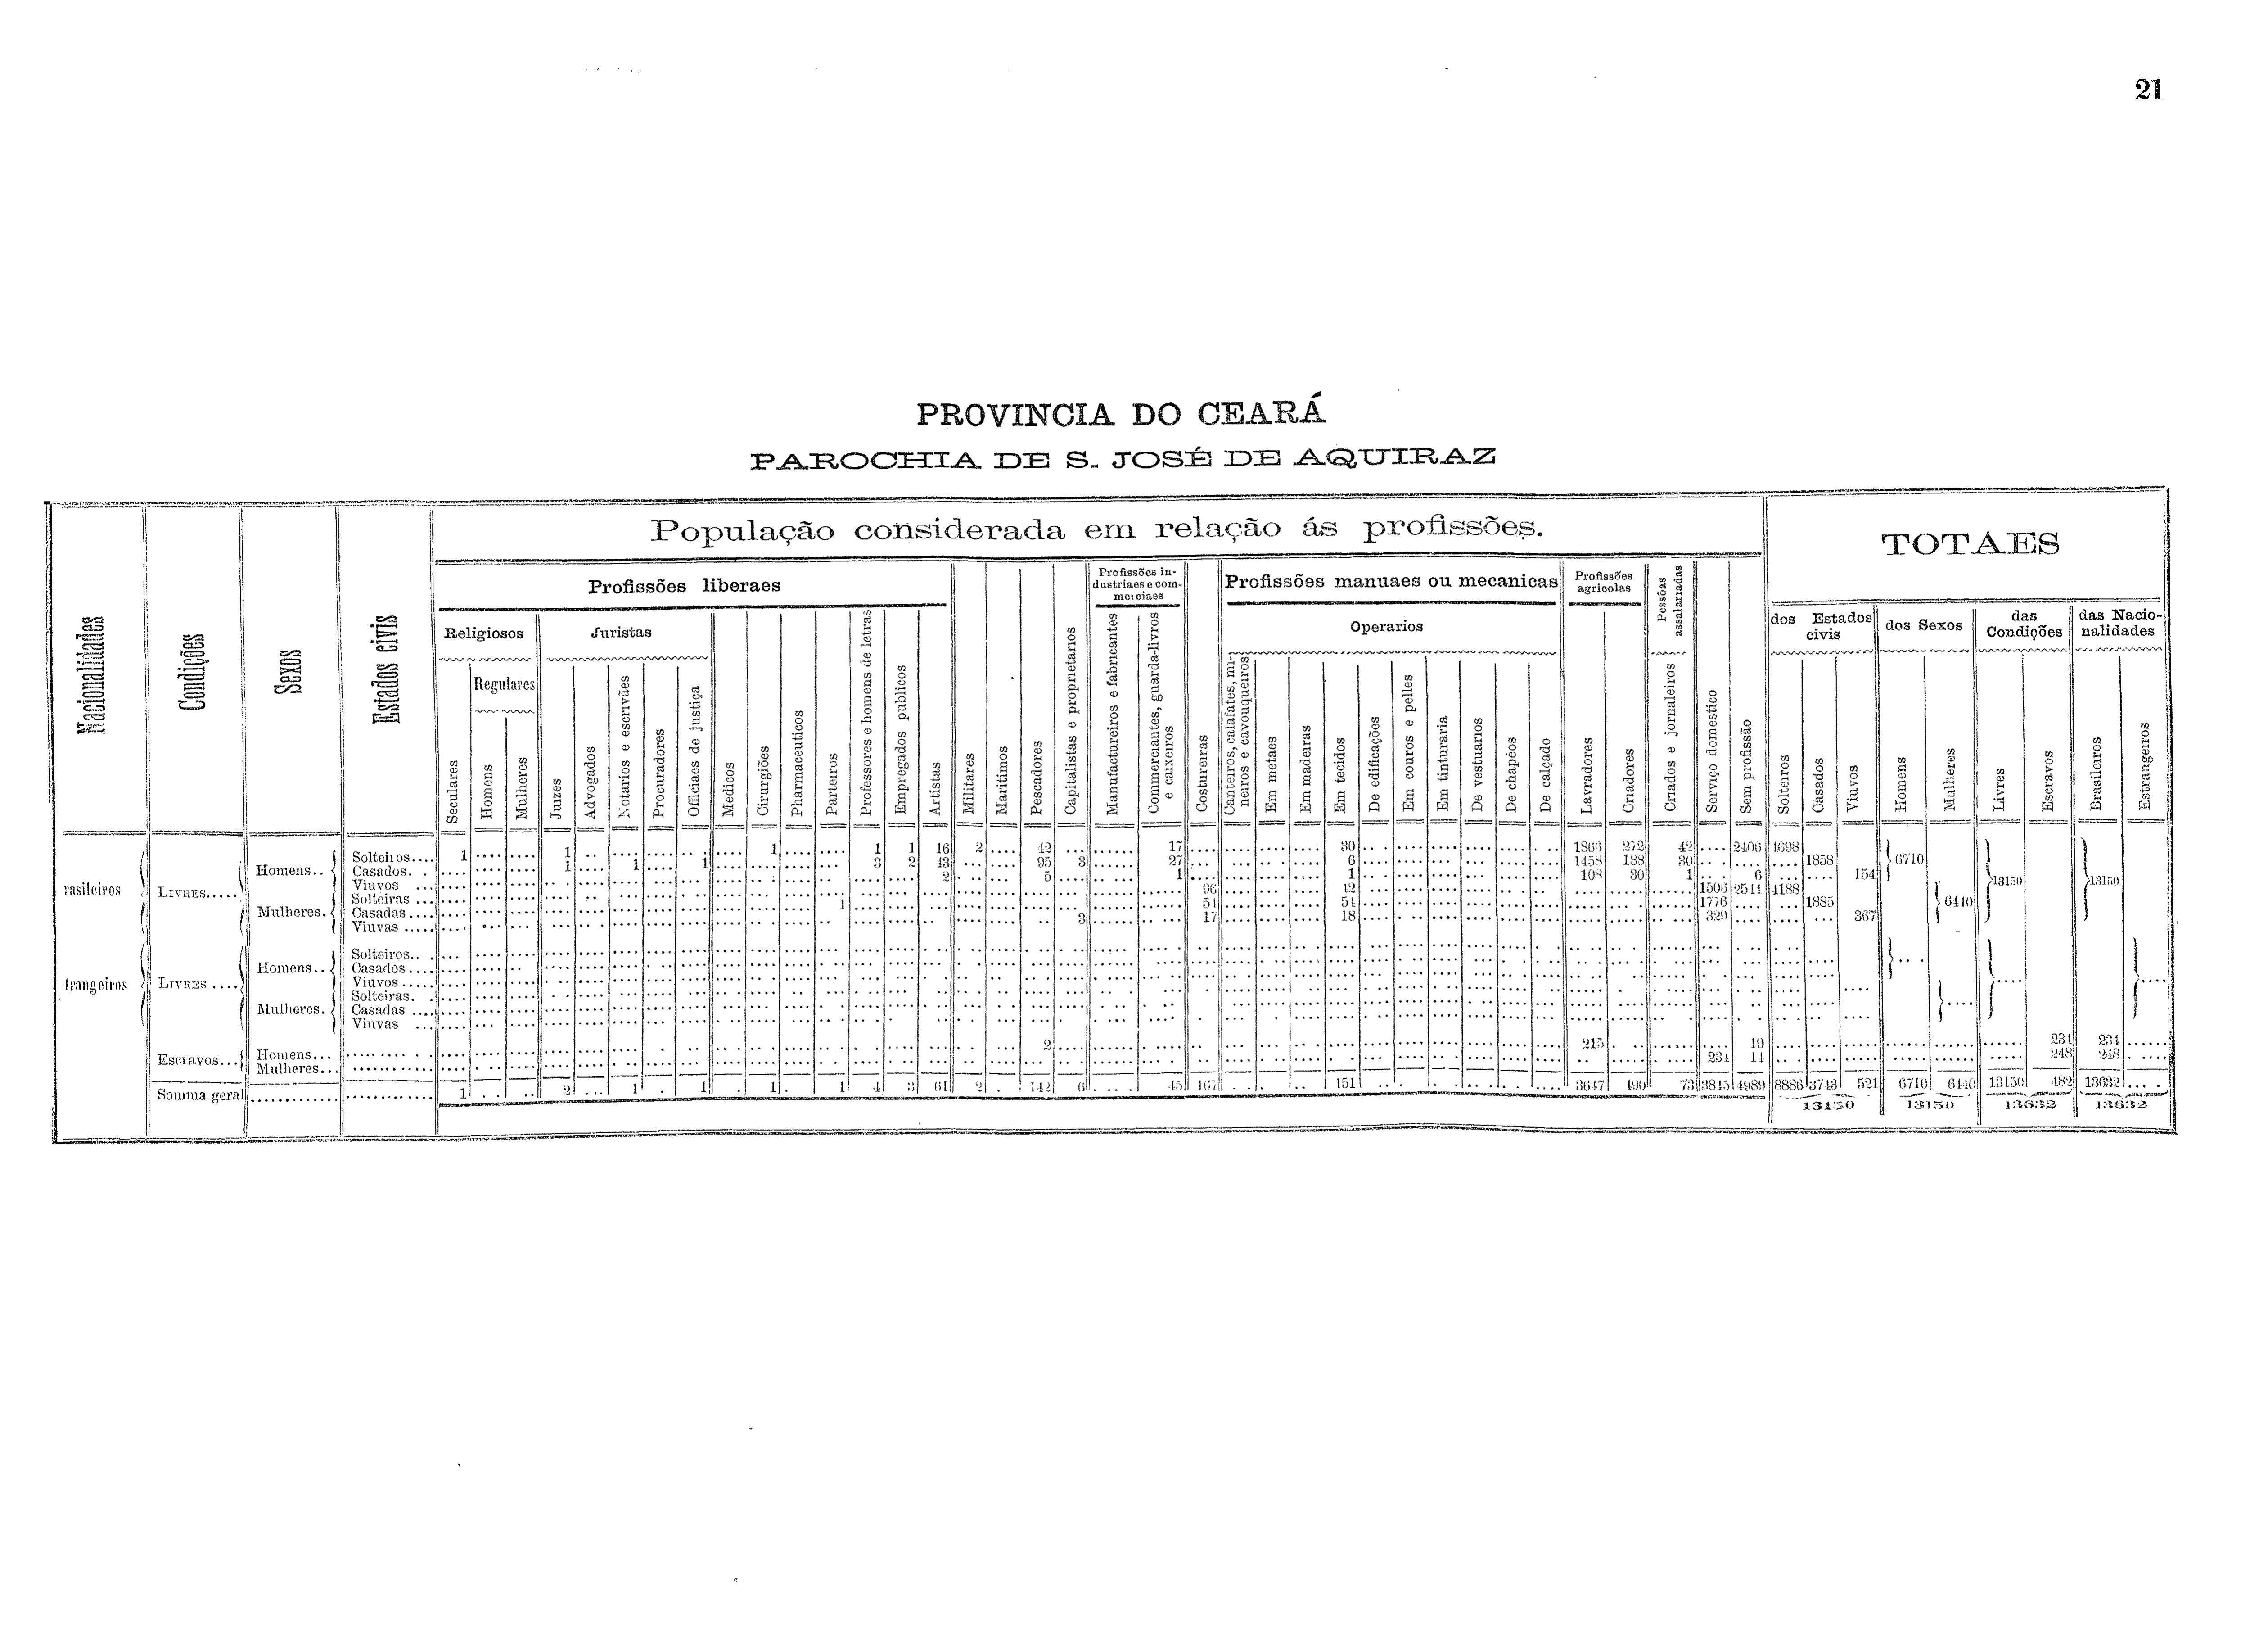 21
PROVINCIA DO CEARÁ
PAROCHIA DE S. JOSÉ DE AQUIRAZ
Nacionalidades
Condições
Sexos
Estados civis
População considerada em relação ás profissões.
TOTAES
Profissões liberaes
Profissões industriaes e commerciaes
Profissões manuaes ou mecanicas
Profissões agricolas
Pessôas assalariadas
Religiosos
Juristas
Operarios
dos Estados civis
dos Sexos
das Condições
das Nacionalidades
Regulares
Seculares
Homens
Mulheres
Juizes
Advogados
Notarios e escrivães
Procuradores
Officiaes de justiça
Medicos
Cirurgiões
Pharmaceuticos
Parteiros
Professores e homens de letras
Empregados publicos
Artistas
Militares
Maritimos
Pescadores
Capitalistas e proprietarios
Manufactureiros e fabricantes
Commerciantes, guarda-livros e caixeiros
Costureiras
Canteiros, calafates, mineiros e cavouqueiros
Em metaes
Em madeiras
Em tecidos
De edificações
Em couros e pelles
Em tinturaria
De vestuarios
De chapéos
De calçado
Lavradores
Criadores
Criados e jornaleiros
Serviço domestico
Sem profissão
Solteiros
Casados
Viuvos
Homens
Mulheres
Livres
Escravos
Brasileiros
Estrangeiros
rasileiros
LIVRES.....
Homens..
Solteiros.... 1 1 1 1 1 16 2 42 17 30 1866 272 42 2406 4698
Casados. . 1 1 1 3 2 43 95 3 27 6 1458 188 30 1858 6710
Viuvos ... 2 5 1 1 108 30 1 6 154
13150 13150
Mulheres.
Solteiras ... 96 42 1506 2544 4188
Casadas.... 1 51 54 1776 1885 6440
Viuvas ..... 3 17 18 329 367
trangeiros
LIVRES ....
Homens..
Solteiros.. .
Casados....
Viuvos .....
Mulheres.
Solteiras. .
Casadas ....
Viuvas ...
Escravos...
Homens... 2 215 19 234 234
Mulheres... 234 14 248 248
Somma geral 1 2 1 1 1 1 4 3 61 2 142 6 45 167 151 3647 490 73 3845 4989 8886 3743 521 6710 6440 13150 482 13632
13150 13150 13632 13632